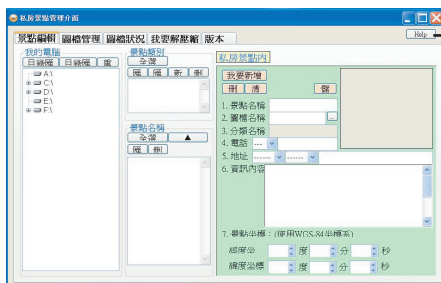 私房景點管理介面
景點編輯 圖檔管理 圖檔狀況 我要解壓縮 版本
Help
我的電腦
目錄匯 目錄匯 重
A:\
C:\
D:\
E:\
F:\
景點類別
全選
匯 匯 新 刪
景點名稱
全選 ▲
匯 刪
私房景點內
我要新增
刪 清 儲
1. 景點名稱
2. 圖檔名稱 ...
3. 分類名稱
4. 電話 ---
5. 地址 ------ ------
6. 資訊內容
7. 景點坐標：(使用WGS-84坐標系)
經度坐 度 分 秒
緯度坐標 度 分 秒